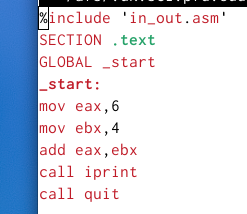 %include 'in_out.asm'
SECTION .text
GLOBAL _start
_start:
mov eax,6
mov ebx,4
add eax,ebx
call iprint
call quit